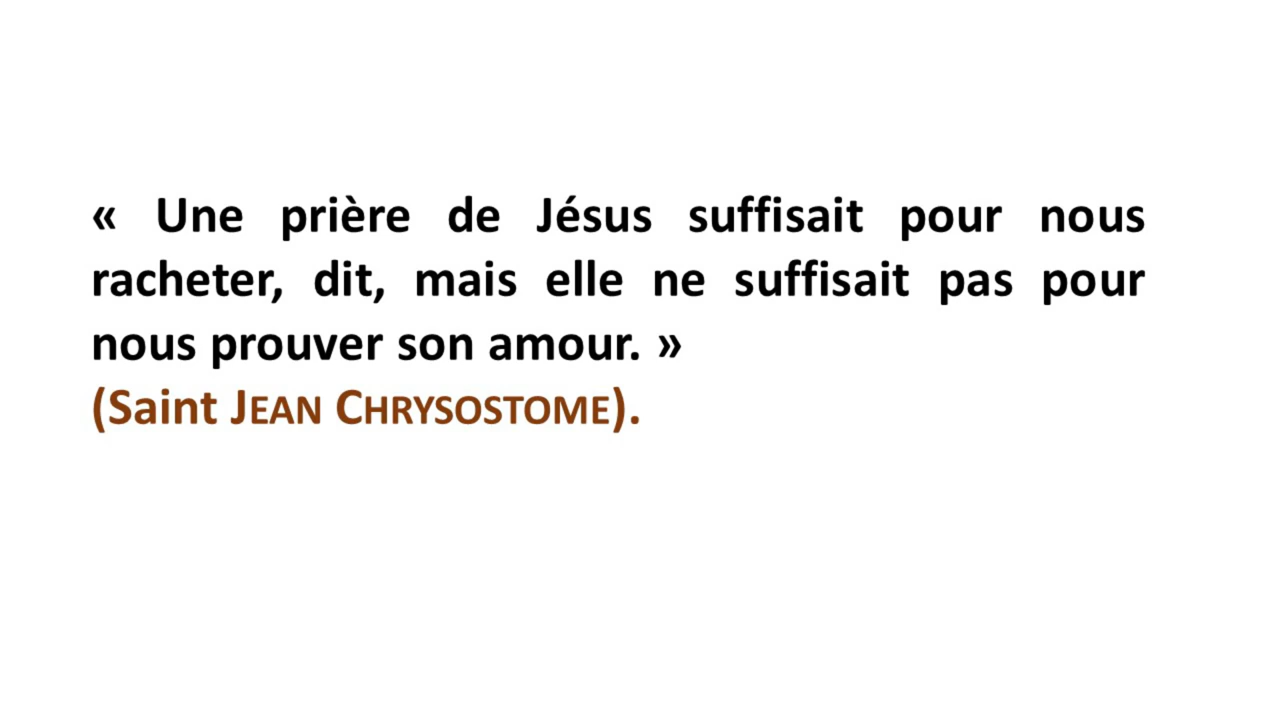 « Une prière de Jésus suffisait pour nous
racheter, dit, mais elle ne suffisait pas pour
nous prouver son amour. »
(Saint JEAN CHRYSOSTOME).